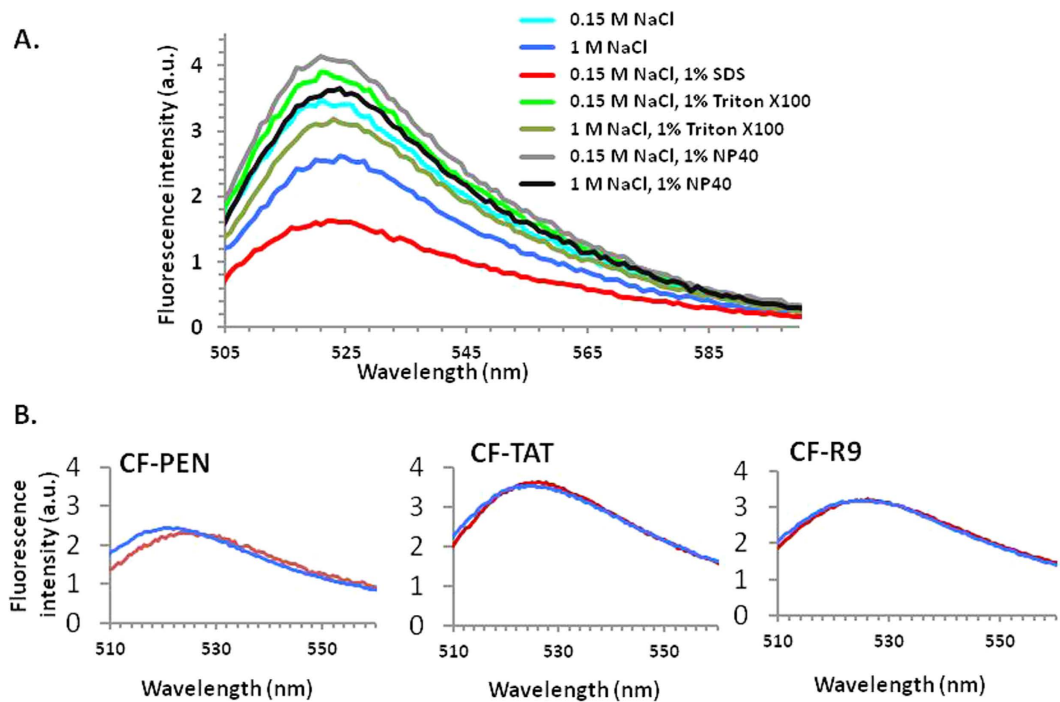 A.
0.15 M NaCl
1 M NaCl
0.15 M NaCl, 1% SDS
0.15 M NaCl, 1% Triton X100
1 M NaCl, 1% Triton X100
0.15 M NaCl, 1% NP40
1 M NaCl, 1% NP40
Fluorescence intensity (a.u.)
4
3
2
1
0
505 525 545 565 585
Wavelength (nm)
B.
CF-PEN
Fluorescence
intensity (a.u.)
4
3
2
1
0
510 530 550
Wavelength (nm)
CF-TAT
4
3
2
1
0
510 530 550
Wavelength (nm)
CF-R9
4
3
2
1
0
510 530 550
Wavelength (nm)